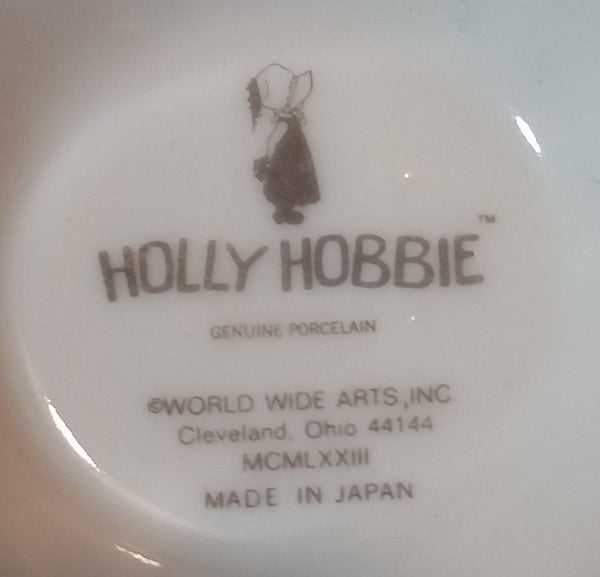 HOLLY HOBBIE™
GENUINE PORCELAIN
©WORLD WIDE ARTS,INC
Cleveland, Ohio 44144
MCMLXXIII
MADE IN JAPAN